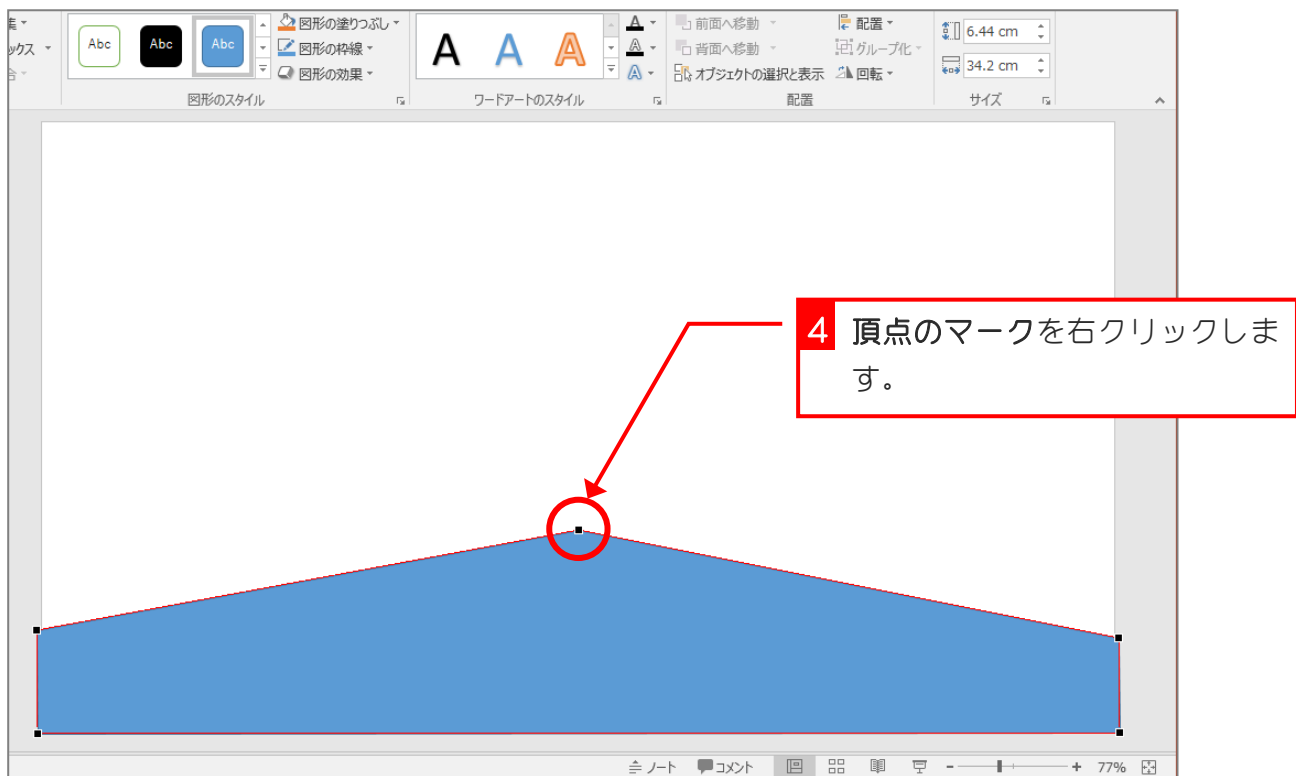 集
図形の塗りつぶし
前面へ移動
配置
6.44 cm
ックス
Abc Abc Abc
図形の枠線
A A A
A
A
背面へ移動
グループ化
合
図形の効果
A
オブジェクトの選択と表示
回転
34.2 cm
図形のスタイル
ワードアートのスタイル
配置
サイズ
4 頂点のマークを右クリックしま
す。
ノート コメント 77%